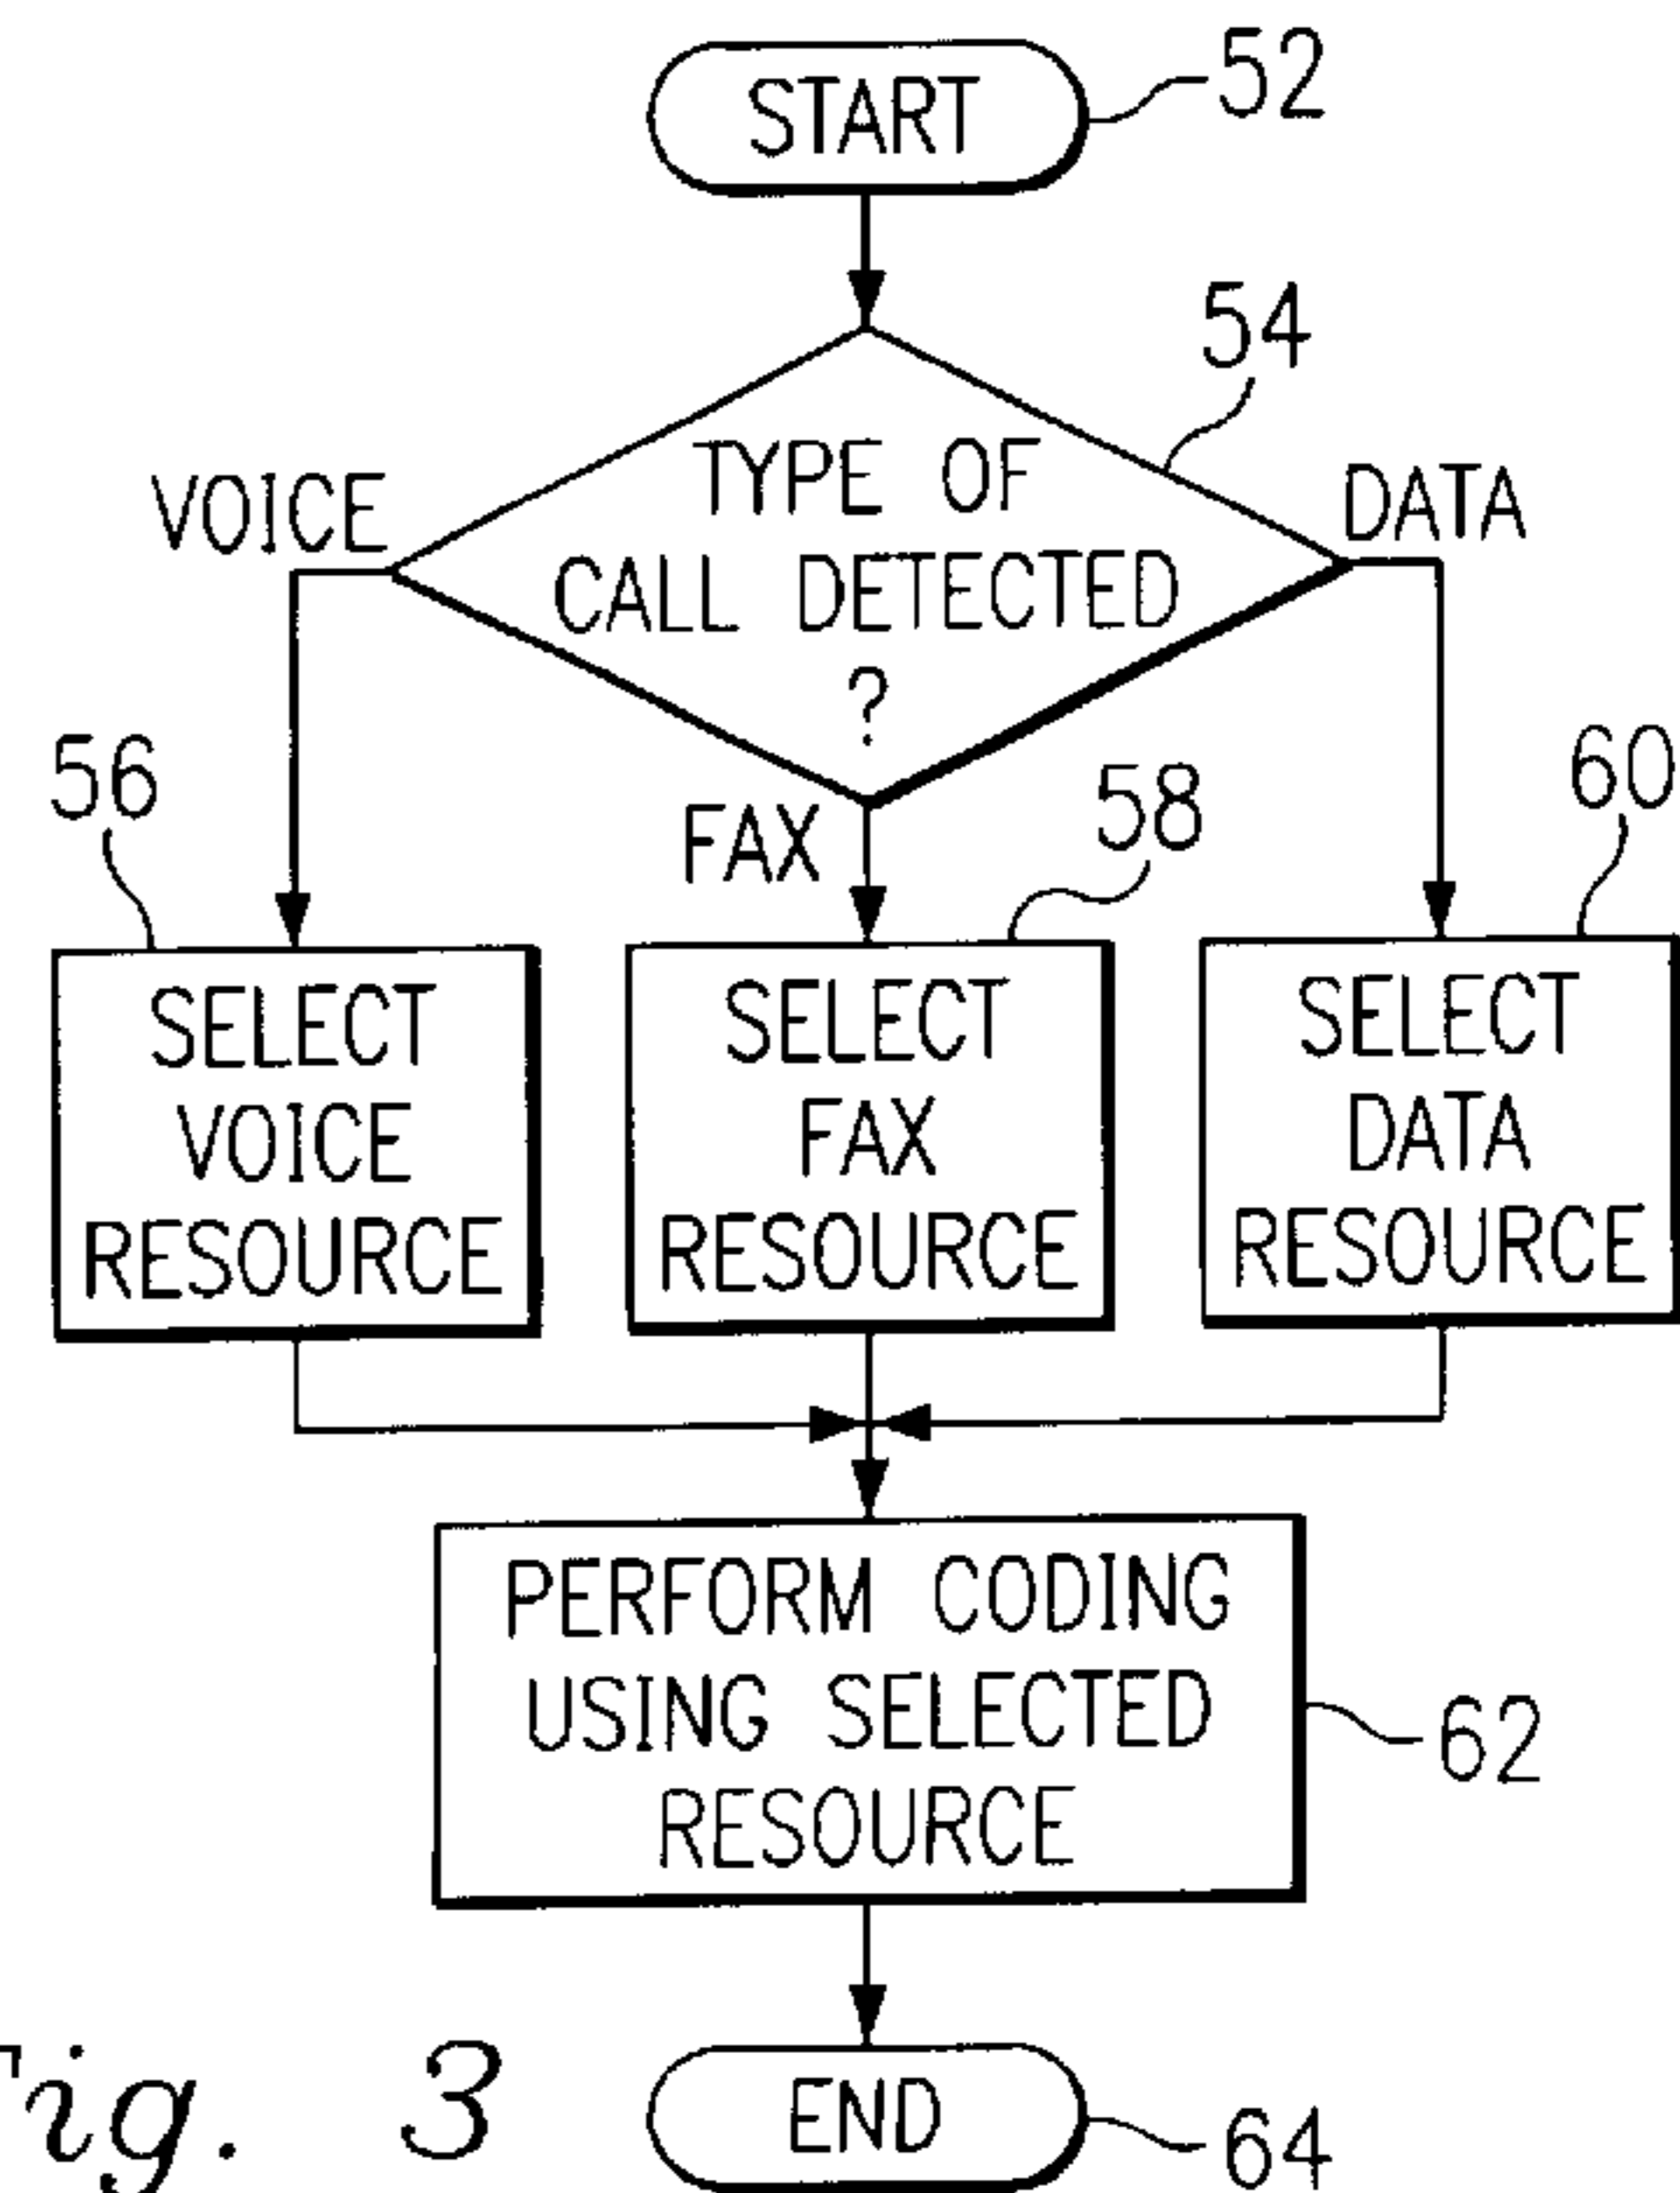 START
52
54
TYPE OF
CALL DETECTED
?
VOICE
DATA
FAX
56
58
60
SELECT
VOICE
RESOURCE
SELECT
FAX
RESOURCE
SELECT
DATA
RESOURCE
PERFORM CODING
USING SELECTED
RESOURCE
62
END
64
Fig. 3